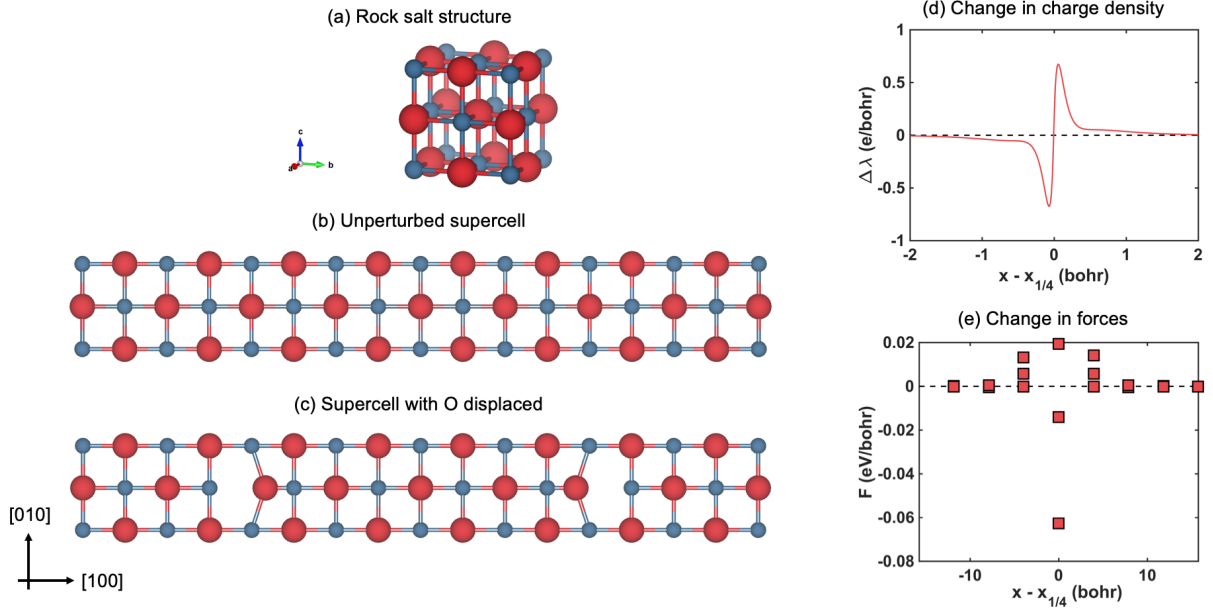 (a) Rock salt structure
c
a
b
(b) Unperturbed supercell
(c) Supercell with O displaced
[010]
[100]
(d) Change in charge density
1
0.5
0
-0.5
-1
Δ λ (e/bohr)
-2 -1 0 1 2
x - x1/4 (bohr)
(e) Change in forces
0.02
0
-0.02
-0.04
-0.06
-0.08
F (eV/bohr)
-10 0 10
x - x1/4 (bohr)